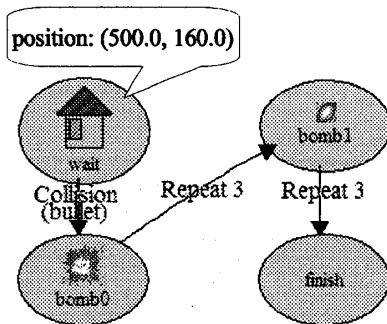 position: (500.0, 160.0)
wait
Collision
(bullet)
bomb0
Repeat 3
bomb1
Repeat 3
finish